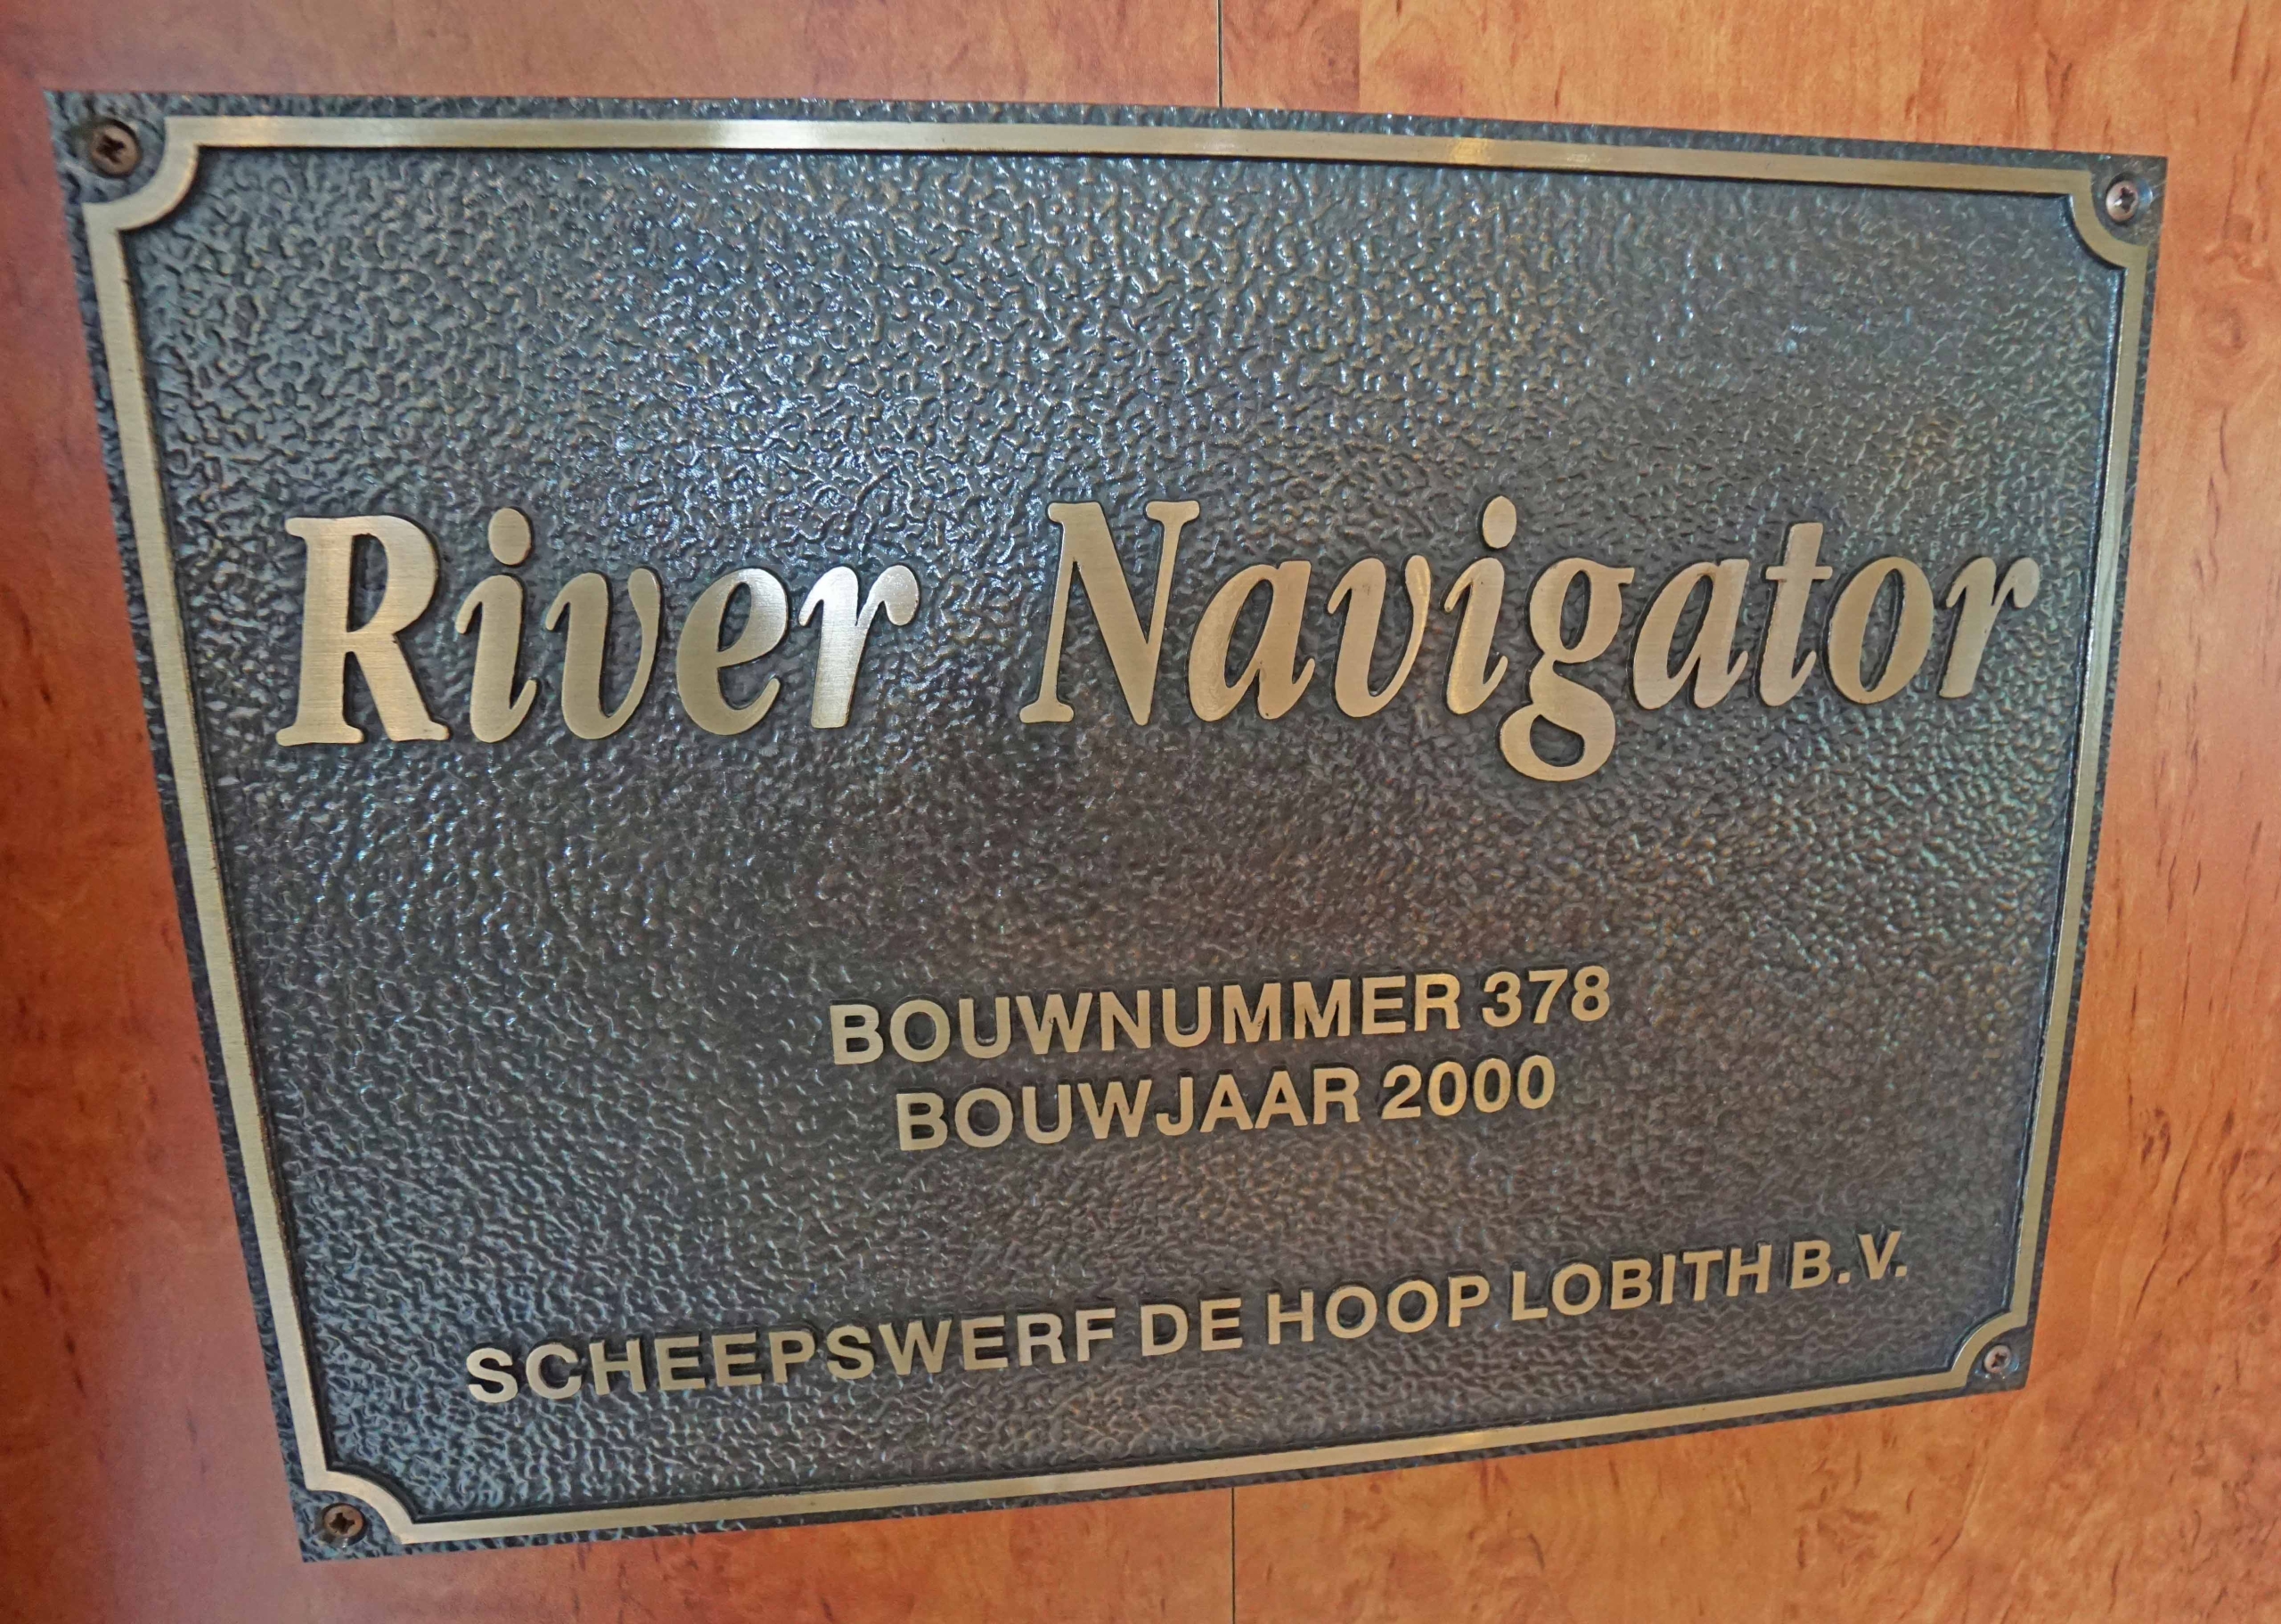 River Navigator
BOUWNUMMER 378
BOUWJAAR 2000
SCHEEPSWERF DE HOOP LOBITH B.V.